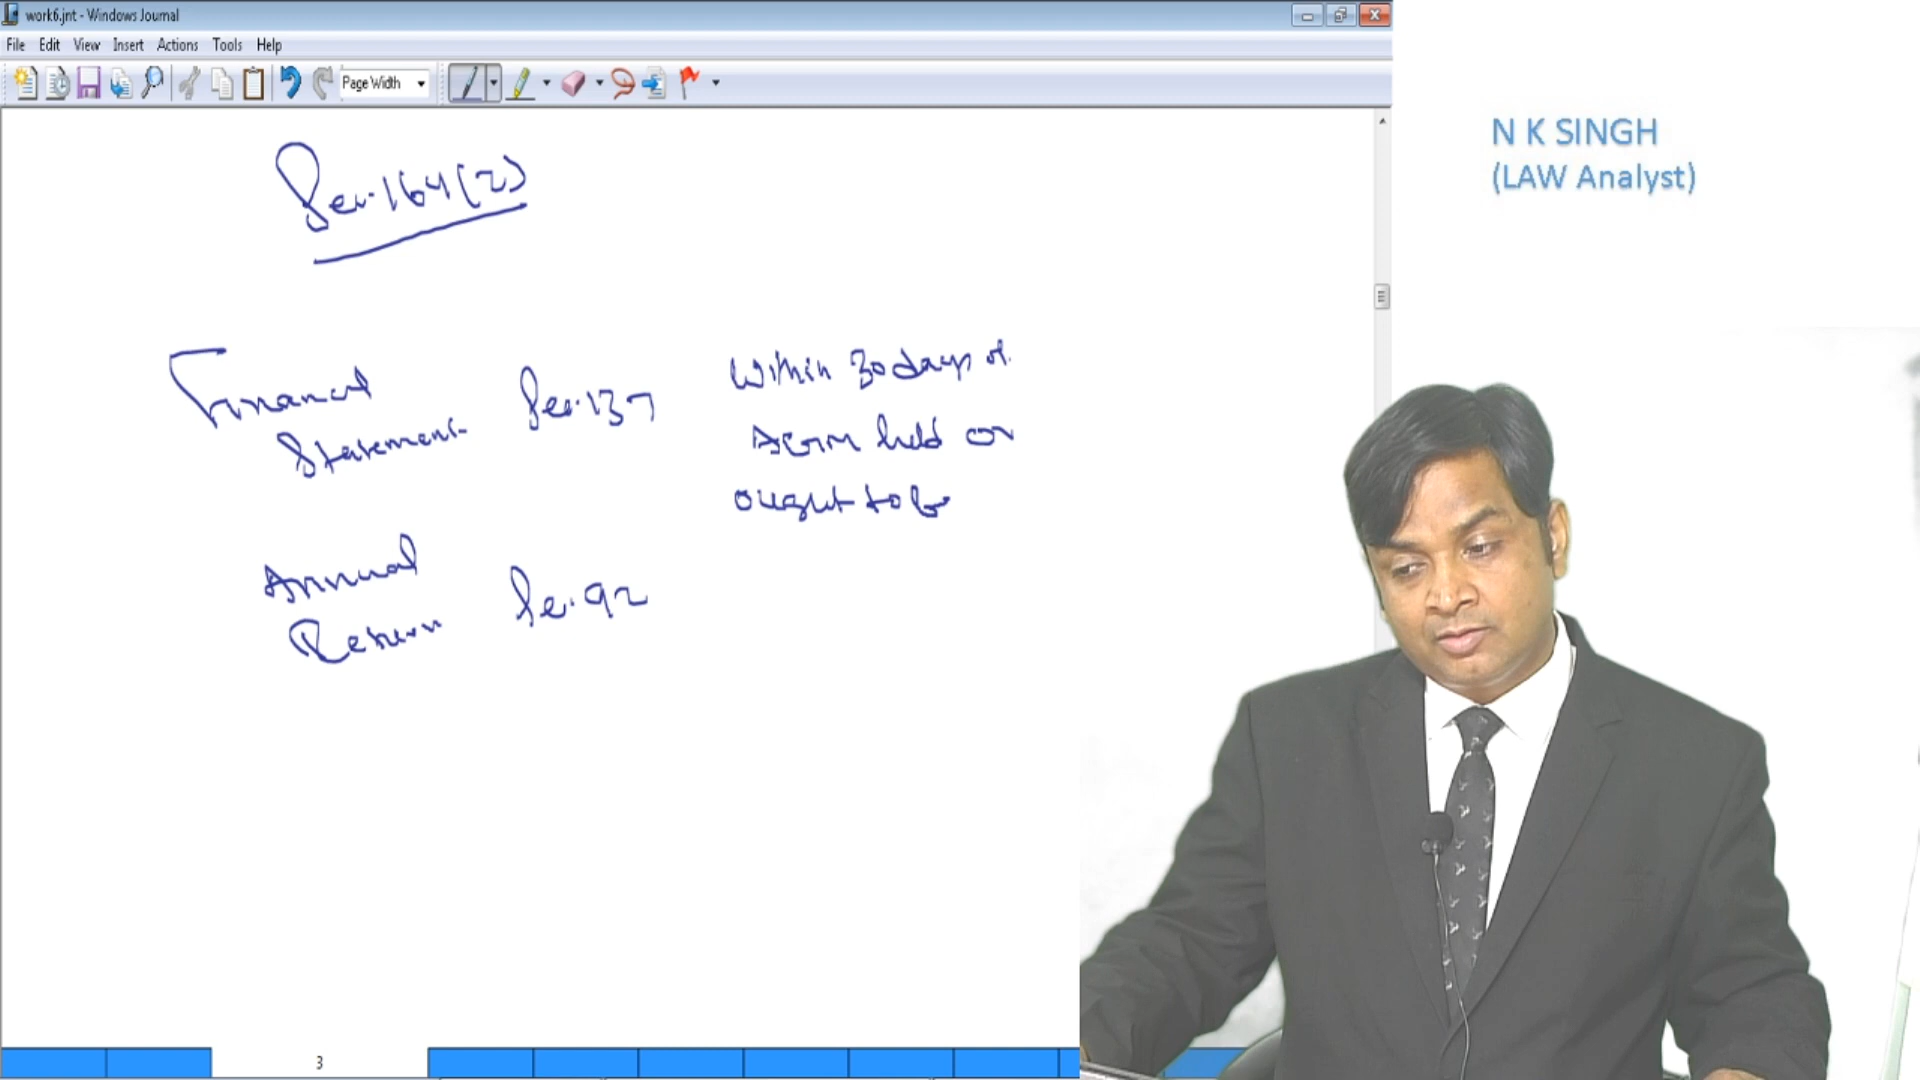 work6.jnt - Windows Journal
File Edit View Insert Actions Tools Help
Page Width
N K SINGH
(LAW Analyst)
Sec.164(2)
Financial
Statement Sec.137
Within 30 days of
AGM held or
ought to be
Annual
Return Sec.92
3